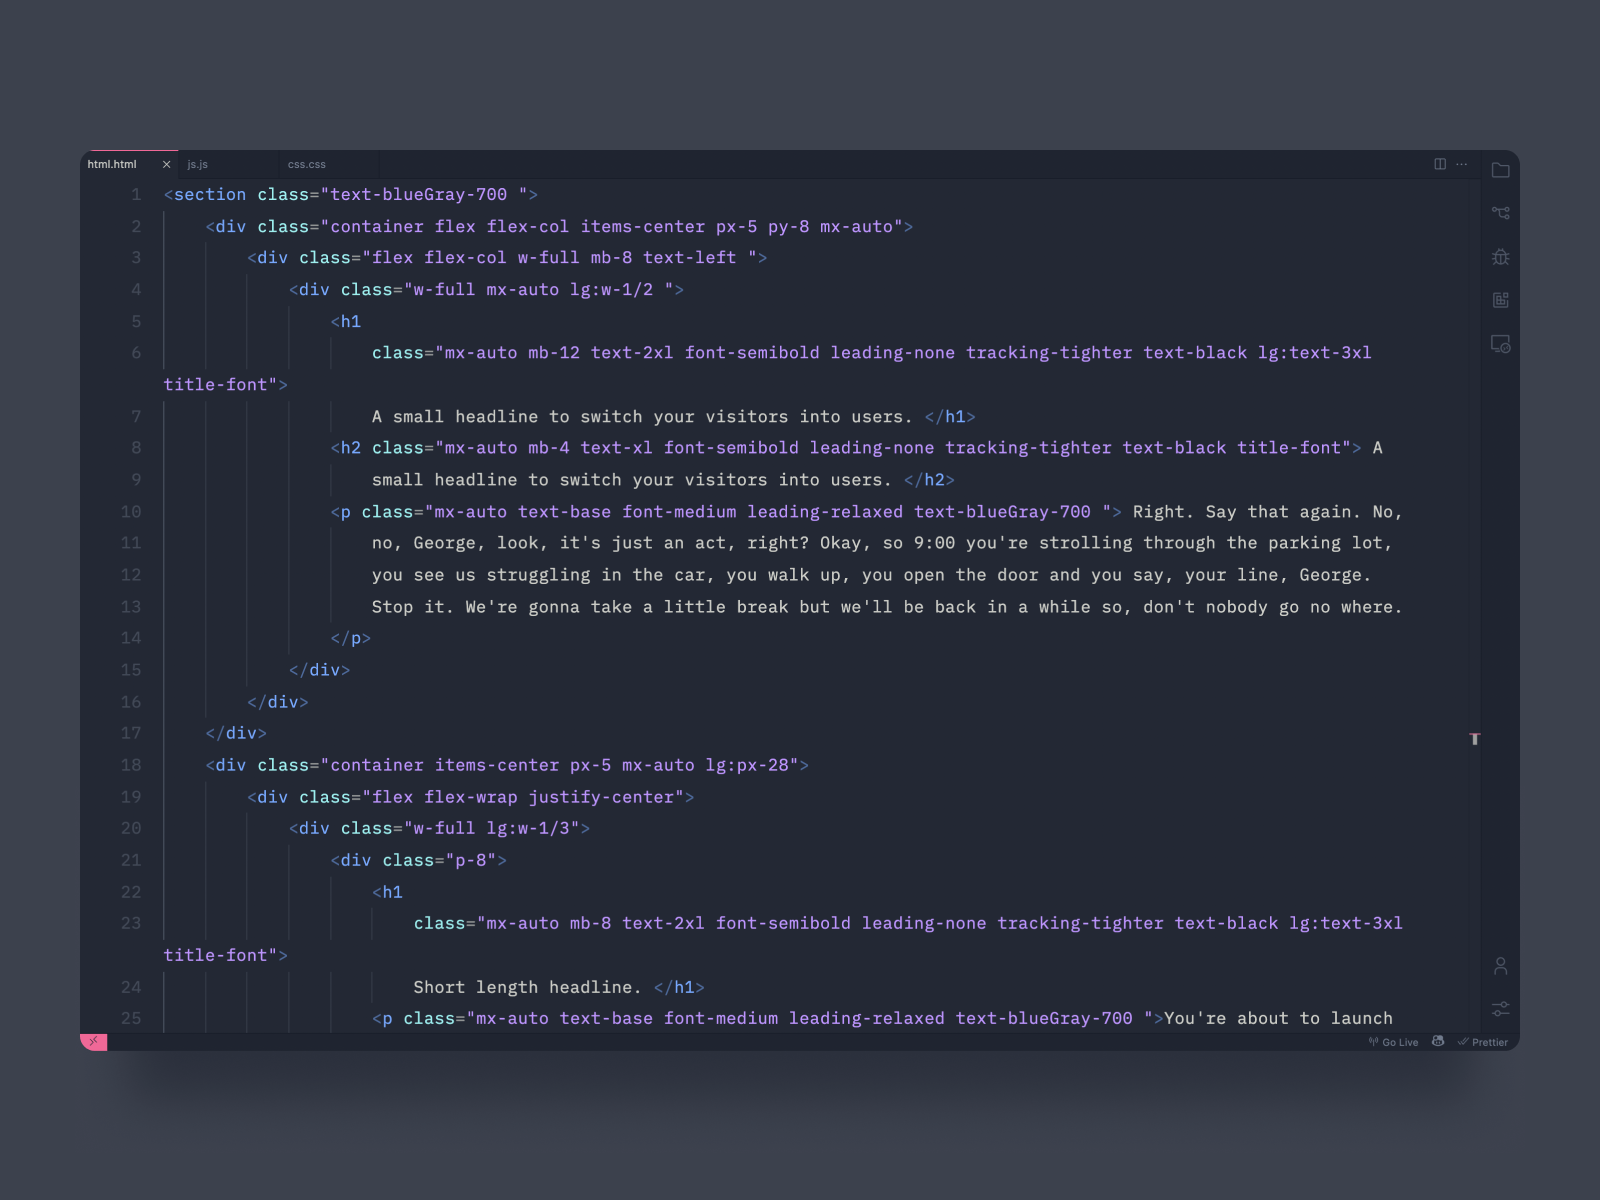 html.html js.js css.css
1 <section class="text-blueGray-700 ">
2 <div class="container flex flex-col items-center px-5 py-8 mx-auto">
3 <div class="flex flex-col w-full mb-8 text-left ">
4 <div class="w-full mx-auto lg:w-1/2 ">
5 <h1
6 class="mx-auto mb-12 text-2xl font-semibold leading-none tracking-tighter text-black lg:text-3xl
title-font">
7 A small headline to switch your visitors into users. </h1>
8 <h2 class="mx-auto mb-4 text-xl font-semibold leading-none tracking-tighter text-black title-font"> A
9 small headline to switch your visitors into users. </h2>
10 <p class="mx-auto text-base font-medium leading-relaxed text-blueGray-700 "> Right. Say that again. No,
11 no, George, look, it's just an act, right? Okay, so 9:00 you're strolling through the parking lot,
12 you see us struggling in the car, you walk up, you open the door and you say, your line, George.
13 Stop it. We're gonna take a little break but we'll be back in a while so, don't nobody go no where.
14 </p>
15 </div>
16 </div>
17 </div>
18 <div class="container items-center px-5 mx-auto lg:px-28">
19 <div class="flex flex-wrap justify-center">
20 <div class="w-full lg:w-1/3">
21 <div class="p-8">
22 <h1
23 class="mx-auto mb-8 text-2xl font-semibold leading-none tracking-tighter text-black lg:text-3xl
title-font">
24 Short length headline. </h1>
25 <p class="mx-auto text-base font-medium leading-relaxed text-blueGray-700 ">You're about to launch
Go Live Prettier